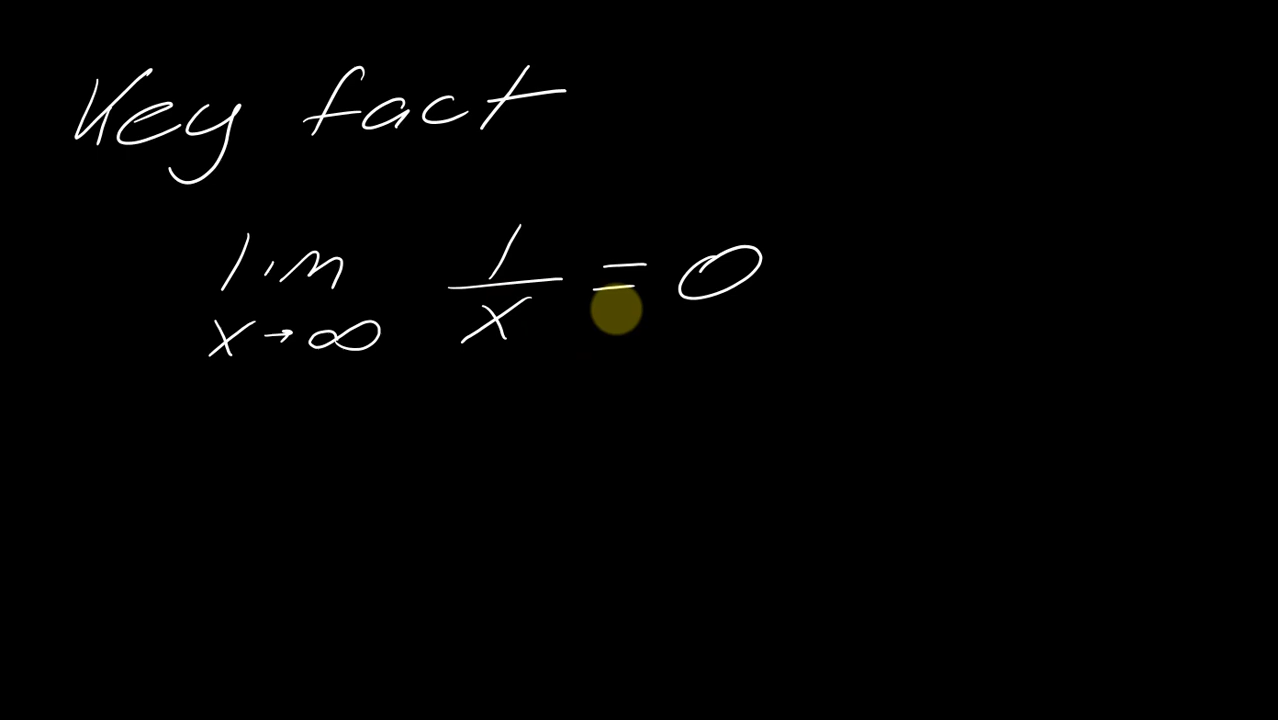 Key fact
lim 1/x = 0
x→∞